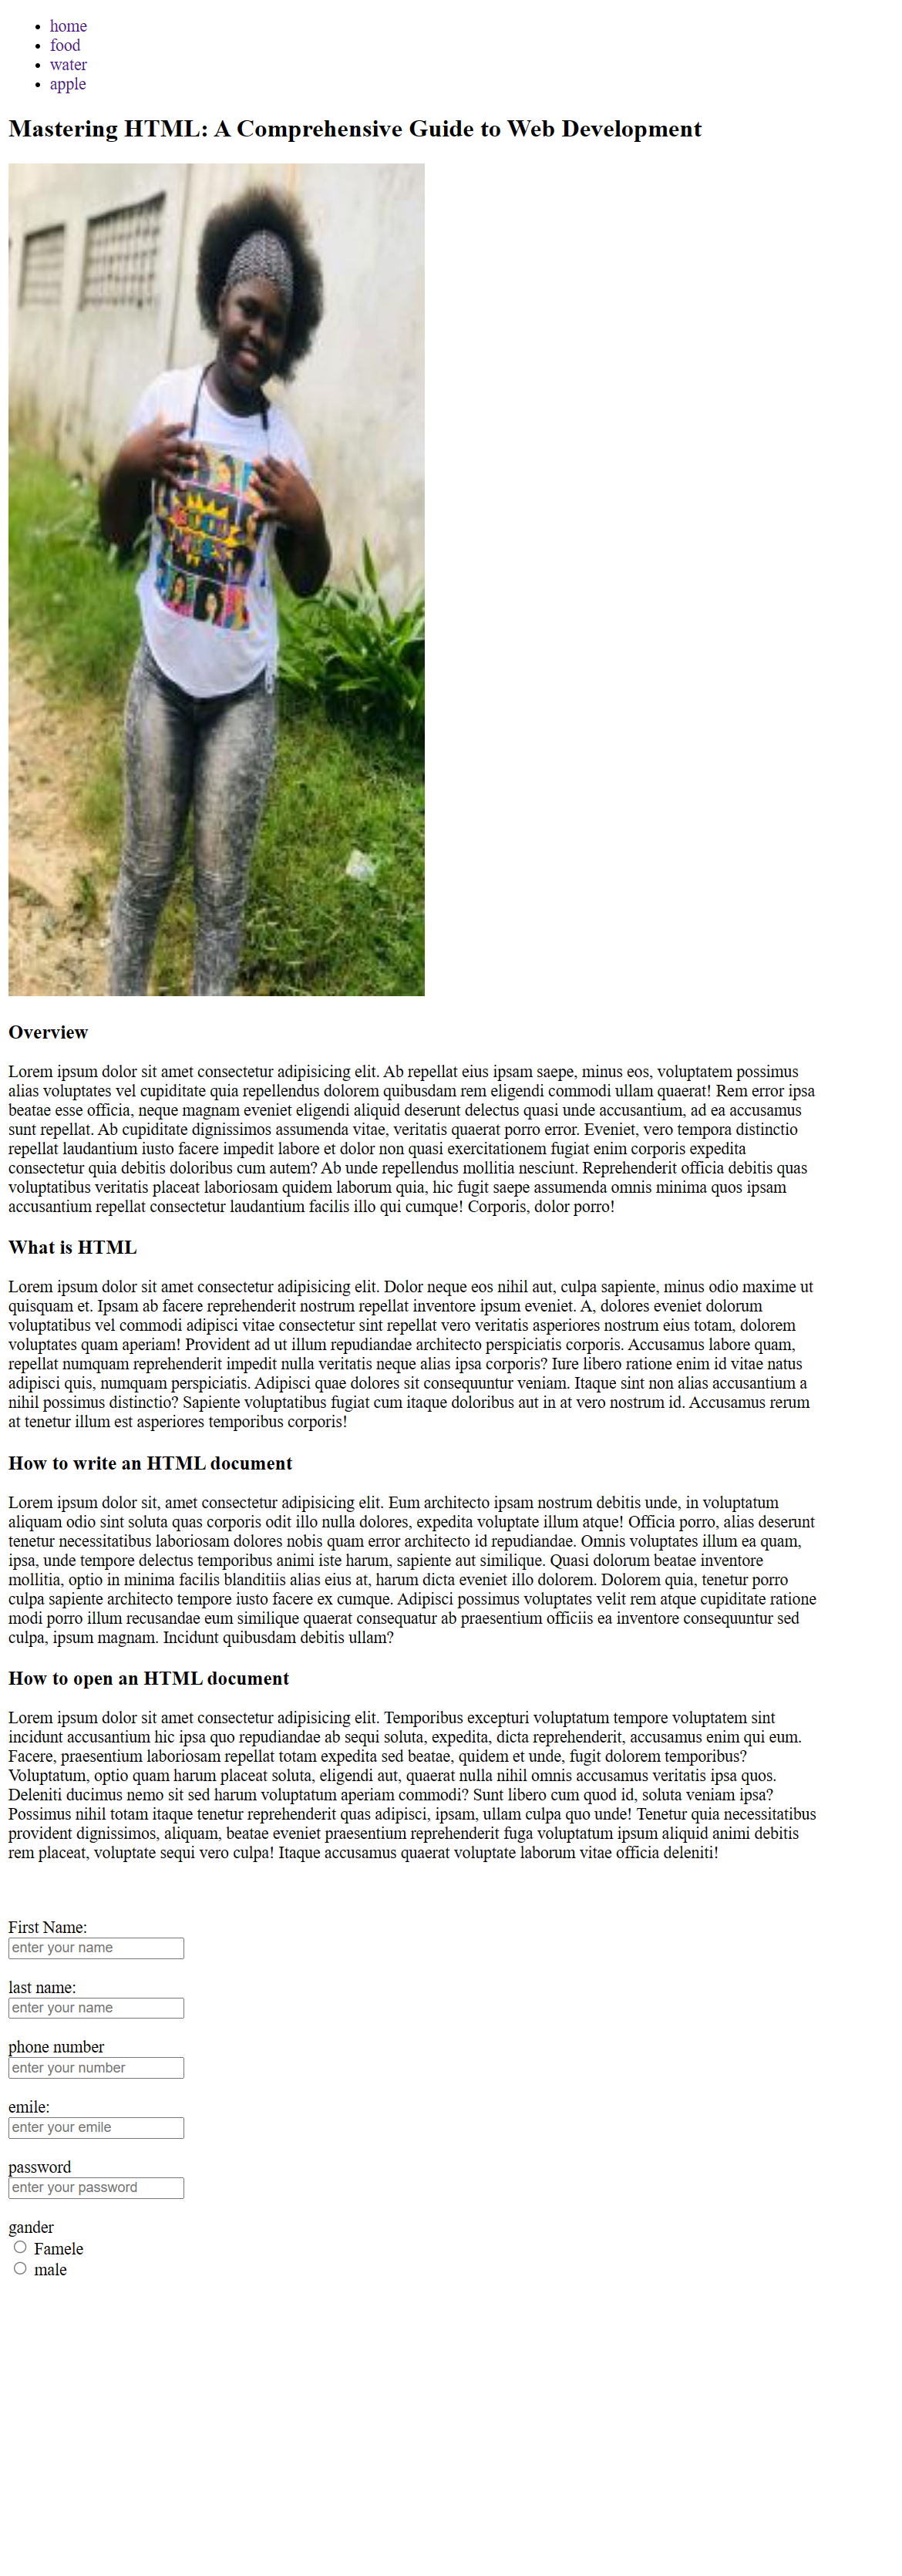 home
food
water
apple
Mastering HTML: A Comprehensive Guide to Web Development
Overview
Lorem ipsum dolor sit amet consectetur adipisicing elit. Ab repellat eius ipsam saepe, minus eos, voluptatem possimus
alias voluptates vel cupiditate quia repellendus dolorem quibusdam rem eligendi commodi ullam quaerat! Rem error ipsa
beatae esse officia, neque magnam eveniet eligendi aliquid deserunt delectus quasi unde accusantium, ad ea accusamus
sunt repellat. Ab cupiditate dignissimos assumenda vitae, veritatis quaerat porro error. Eveniet, vero tempora distinctio
repellat laudantium iusto facere impedit labore et dolor non quasi exercitationem fugiat enim corporis expedita
consectetur quia debitis doloribus cum autem? Ab unde repellendus mollitia nesciunt. Reprehenderit officia debitis quas
voluptatibus veritatis placeat laboriosam quidem laborum quia, hic fugit saepe assumenda omnis minima quos ipsam
accusantium repellat consectetur laudantium facilis illo qui cumque! Corporis, dolor porro!
What is HTML
Lorem ipsum dolor sit amet consectetur adipisicing elit. Dolor neque eos nihil aut, culpa sapiente, minus odio maxime ut
quisquam et. Ipsam ab facere reprehenderit nostrum repellat inventore ipsum eveniet. A, dolores eveniet dolorum
voluptatibus vel commodi adipisci vitae consectetur sint repellat vero veritatis asperiores nostrum eius totam, dolorem
voluptates quam aperiam! Provident ad ut illum repudiandae architecto perspiciatis corporis. Accusamus labore quam,
repellat numquam reprehenderit impedit nulla veritatis neque alias ipsa corporis? Iure libero ratione enim id vitae natus
adipisci quis, numquam perspiciatis. Adipisci quae dolores sit consequuntur veniam. Itaque sint non alias accusantium a
nihil possimus distinctio? Sapiente voluptatibus fugiat cum itaque doloribus aut in at vero nostrum id. Accusamus rerum
at tenetur illum est asperiores temporibus corporis!
How to write an HTML document
Lorem ipsum dolor sit, amet consectetur adipisicing elit. Eum architecto ipsam nostrum debitis unde, in voluptatum
aliquam odio sint soluta quas corporis odit illo nulla dolores, expedita voluptate illum atque! Officia porro, alias deserunt
tenetur necessitatibus laboriosam dolores nobis quam error architecto id repudiandae. Omnis voluptates illum ea quam,
ipsa, unde tempore delectus temporibus animi iste harum, sapiente aut similique. Quasi dolorum beatae inventore
mollitia, optio in minima facilis blanditiis alias eius at, harum dicta eveniet illo dolorem. Dolorem quia, tenetur porro
culpa sapiente architecto tempore iusto facere ex cumque. Adipisci possimus voluptates velit rem atque cupiditate ratione
modi porro illum recusandae eum similique quaerat consequatur ab praesentium officiis ea inventore consequuntur sed
culpa, ipsum magnam. Incidunt quibusdam debitis ullam?
How to open an HTML document
Lorem ipsum dolor sit amet consectetur adipisicing elit. Temporibus excepturi voluptatum tempore voluptatem sint
incidunt accusantium hic ipsa quo repudiandae ab sequi soluta, expedita, dicta reprehenderit, accusamus enim qui eum.
Facere, praesentium laboriosam repellat totam expedita sed beatae, quidem et unde, fugit dolorem temporibus?
Voluptatum, optio quam harum placeat soluta, eligendi aut, quaerat nulla nihil omnis accusamus veritatis ipsa quos.
Deleniti ducimus nemo sit sed harum voluptatum aperiam commodi? Sunt libero cum quod id, soluta veniam ipsa?
Possimus nihil totam itaque tenetur reprehenderit quas adipisci, ipsam, ullam culpa quo unde! Tenetur quia necessitatibus
provident dignissimos, aliquam, beatae eveniet praesentium reprehenderit fuga voluptatum ipsum aliquid animi debitis
rem placeat, voluptate sequi vero culpa! Itaque accusamus quaerat voluptate laborum vitae officia deleniti!
First Name:
enter your name
last name:
enter your name
phone number
enter your number
emile:
enter your emile
password
enter your password
gander
Famele
male